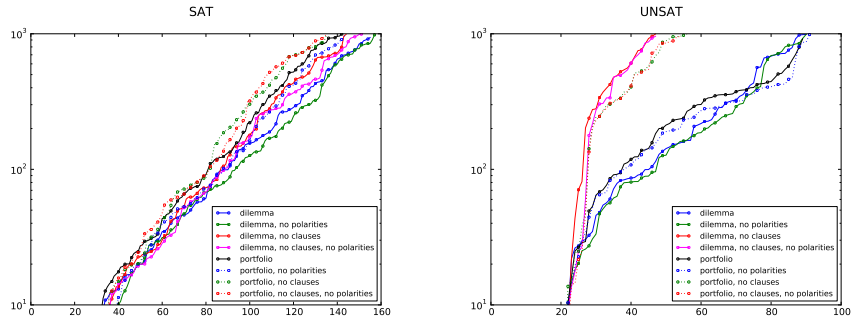 SAT
10³
10²
10¹
0 20 40 60 80 100 120 140 160
dilemma
dilemma, no polarities
dilemma, no clauses
dilemma, no clauses, no polarities
portfolio
portfolio, no polarities
portfolio, no clauses
portfolio, no clauses, no polarities
UNSAT
10³
10²
10¹
0 20 40 60 80 100
dilemma
dilemma, no polarities
dilemma, no clauses
dilemma, no clauses, no polarities
portfolio
portfolio, no polarities
portfolio, no clauses
portfolio, no clauses, no polarities